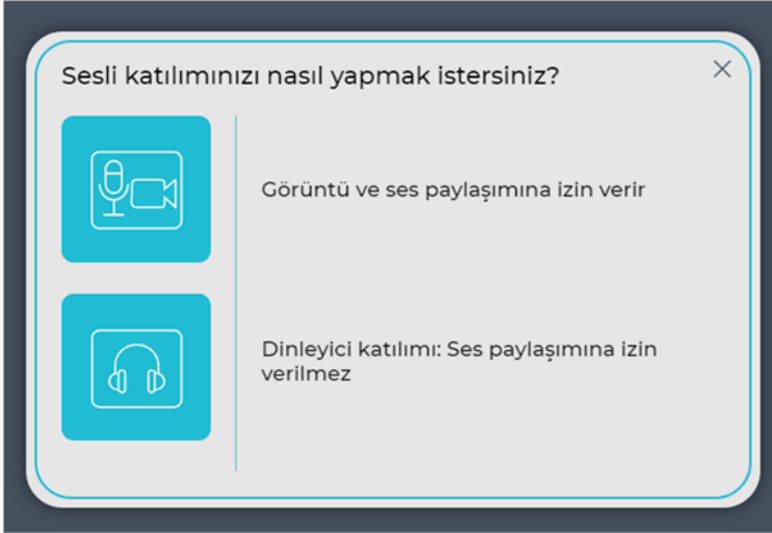 Sesli katılımınızı nasıl yapmak istersiniz?
Görüntü ve ses paylaşımına izin verir
Dinleyici katılımı: Ses paylaşımına izin
verilmez